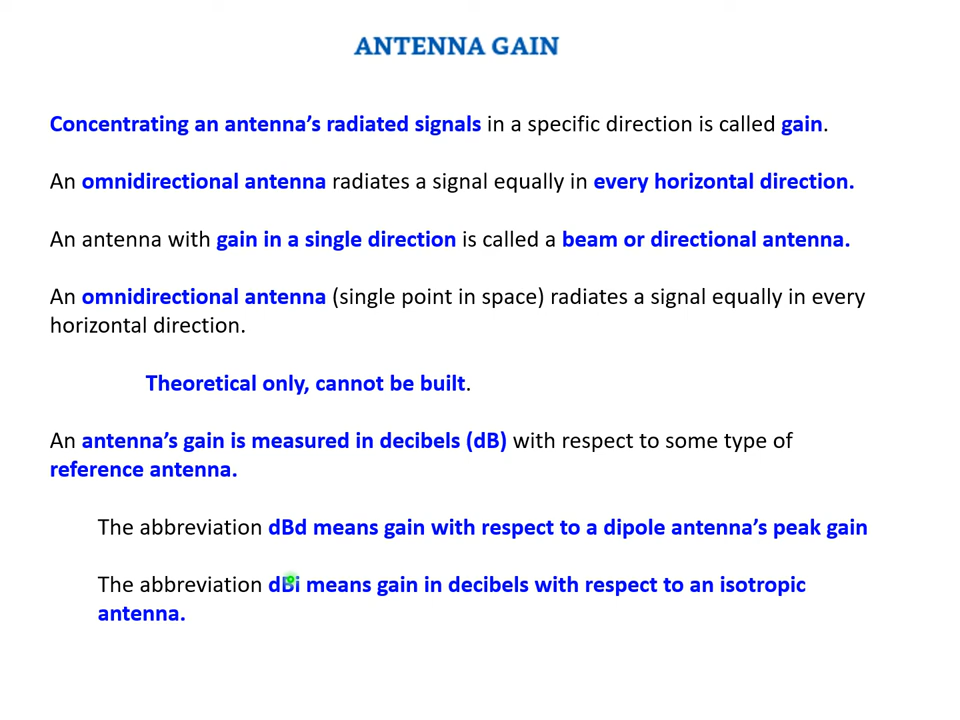 ANTENNA GAIN
Concentrating an antenna's radiated signals in a specific direction is called gain.
An omnidirectional antenna radiates a signal equally in every horizontal direction.
An antenna with gain in a single direction is called a beam or directional antenna.
An omnidirectional antenna (single point in space) radiates a signal equally in every
horizontal direction.
Theoretical only, cannot be built.
An antenna's gain is measured in decibels (dB) with respect to some type of
reference antenna.
The abbreviation dBd means gain with respect to a dipole antenna's peak gain
The abbreviation dBi means gain in decibels with respect to an isotropic
antenna.